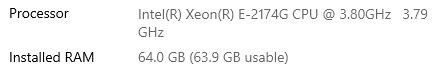 Processor Intel(R) Xeon(R) E-2174G CPU @ 3.80GHz 3.79
GHz
Installed RAM 64.0 GB (63.9 GB usable)